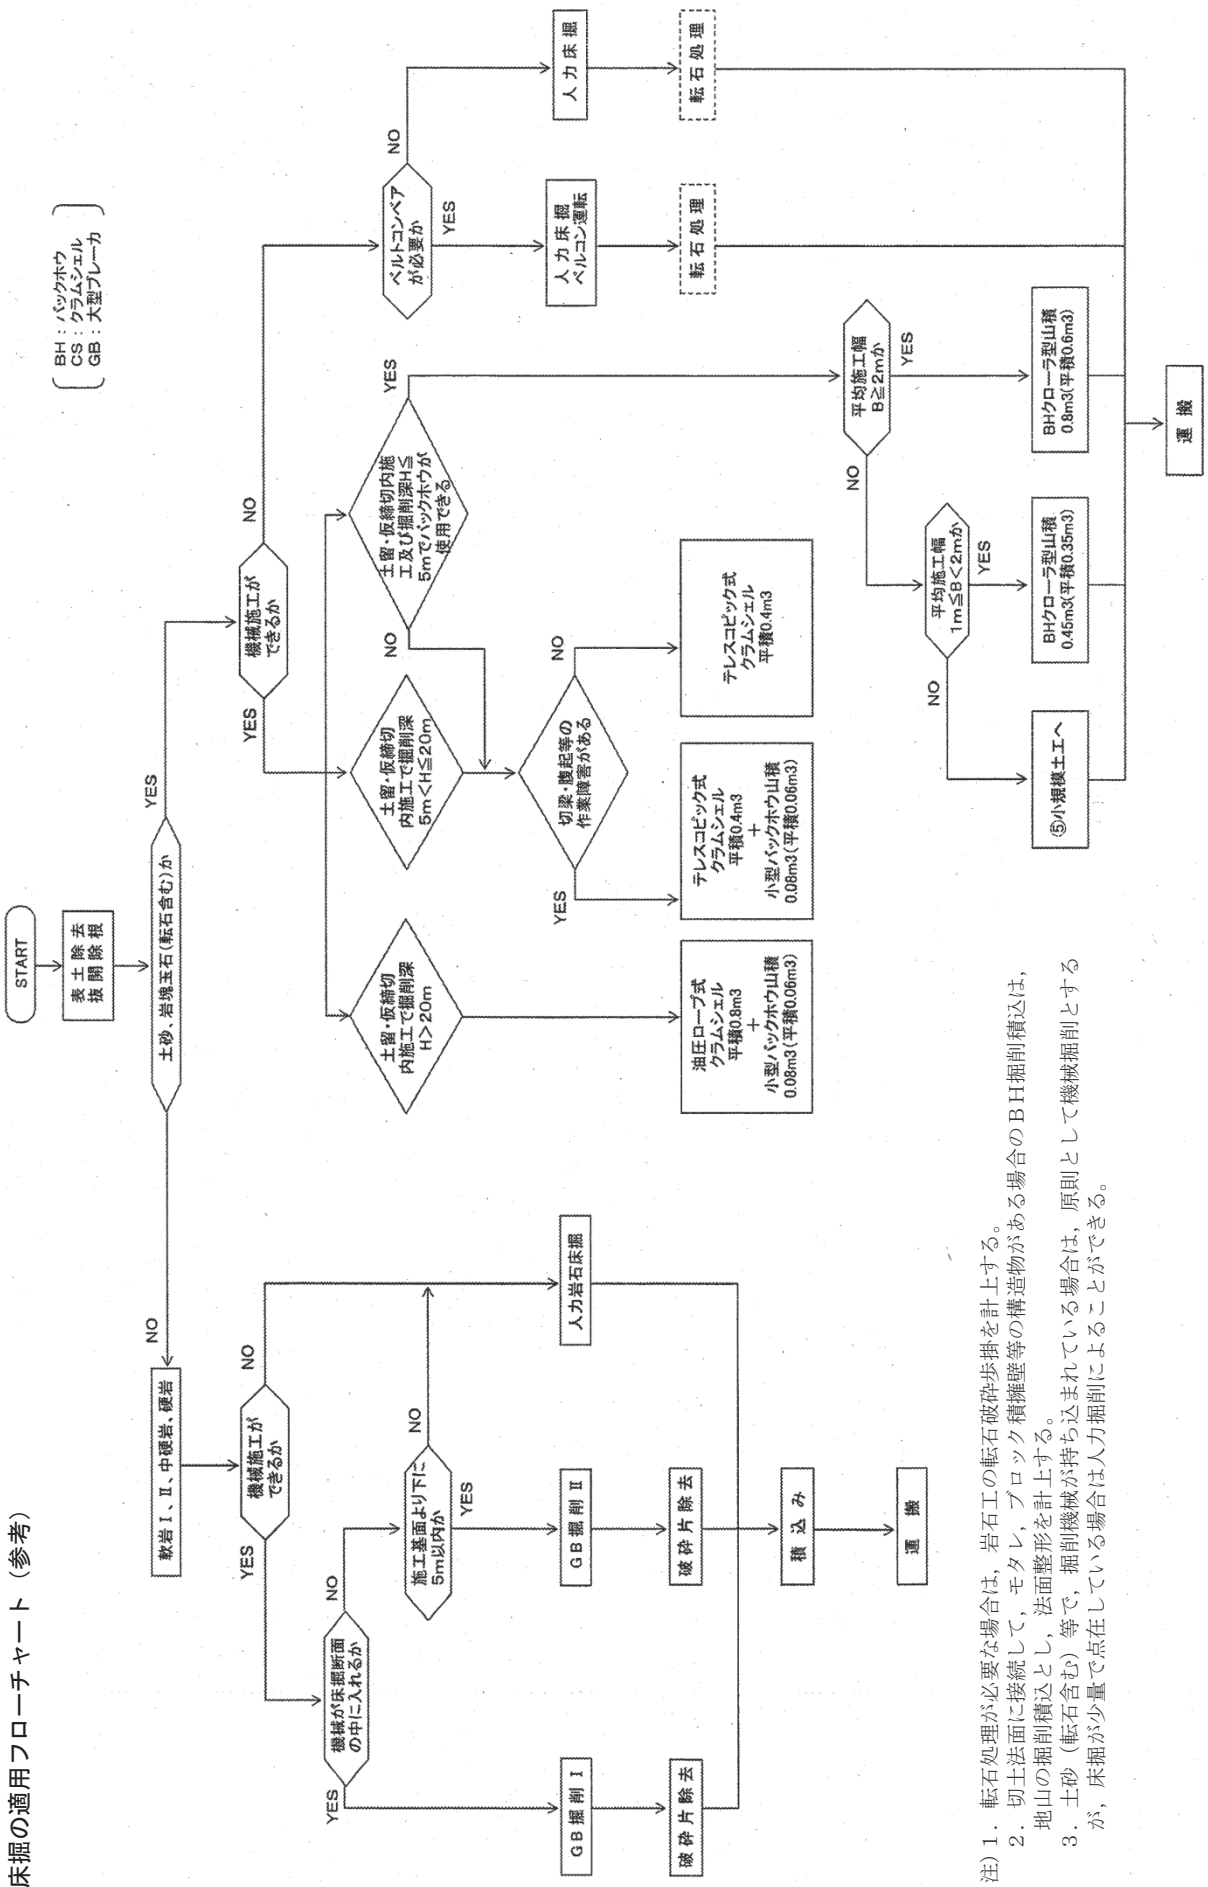 床掘の適用フローチャート（参考）
START
表土除去
抜開除根
土砂、岩塊玉石(転石含む)か
NO
YES
軟岩Ⅰ、Ⅱ、中硬岩、硬岩
機械施工が
できるか
YES
NO
機械が床掘断面
の中に入れるか
YES
NO
施工基面より下に
5m以内か
NO
YES
GB掘削Ⅰ
GB掘削Ⅱ
人力岩石床掘
破砕片除去
破砕片除去
積込み
運搬
機械施工が
できるか
YES
NO
BH：バックホウ
CS：クラムシェル
GB：大型ブレーカ
土留・仮締切
内施工で掘削深
H>20m
土留・仮締切
内施工で掘削深
5m<H≦20m
土留・仮締切内施
工及び掘削深H≦
5mでバックホウが
使用できる
NO
YES
ベルトコンベア
が必要か
NO
YES
切梁・腹起等の
作業障害がある
YES
NO
人力床掘
ベルコン運転
人力床掘
転石処理
転石処理
油圧ロープ式
クラムシェル
平積0.8m3
+
小型バックホウ山積
0.08m3(平積0.06m3)
テレスコピック式
クラムシェル
平積0.4m3
+
小型バックホウ山積
0.08m3(平積0.06m3)
テレスコピック式
クラムシェル
平積0.4m3
平均施工幅
B≧2mか
NO
YES
平均施工幅
1m≦B<2mか
NO
YES
⑤小規模土工へ
BHクローラ型山積
0.45m3(平積0.35m3)
BHクローラ型山積
0.8m3(平積0.6m3)
運搬
注）1．転石処理が必要な場合は，岩石工の転石破砕歩掛を計上する。
2．切土法面に接続して，モタレ，ブロック積擁壁等の構造物がある場合のBH掘削積込は，
地山の掘削積込とし，法面整形を計上する。
3．土砂（転石含む）等で，掘削機械が持ち込まれている場合は，原則として機械掘削とする
が，床掘が少量で点在している場合は人力掘削によることができる。